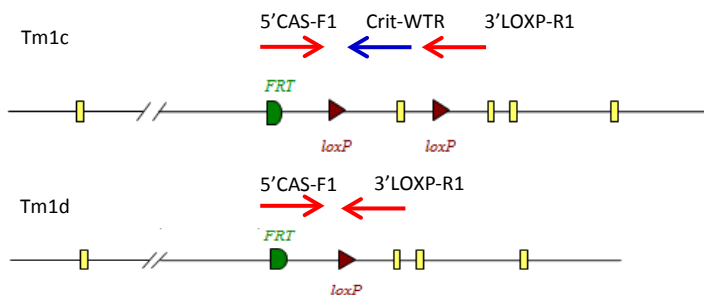 5'CAS-F1 Crit-WTR 3'LOXP-R1
Tm1c
FRT
loxP loxP
5'CAS-F1 3'LOXP-R1
Tm1d
FRT
loxP